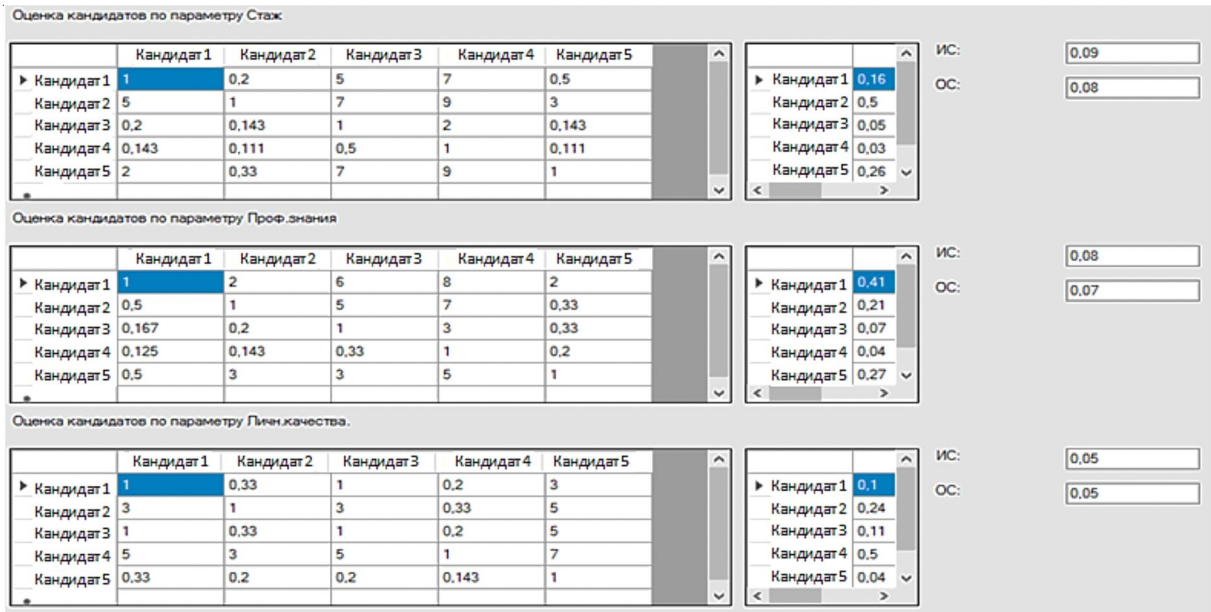 Оценка кандидатов по параметру Стаж
Кандидат1 Кандидат2 Кандидат3 Кандидат4 Кандидат5 ИС: 0,09
Кандидат1 1 0,2 5 7 0,5 Кандидат1 0,16 ОС: 0,08
Кандидат2 5 1 7 9 3 Кандидат2 0,5
Кандидат3 0,2 0,143 1 2 0,143 Кандидат3 0,05
Кандидат4 0,143 0,111 0,5 1 0,111 Кандидат4 0,03
Кандидат5 2 0,33 7 9 1 Кандидат5 0,26
Оценка кандидатов по параметру Проф.знания
Кандидат1 Кандидат2 Кандидат3 Кандидат4 Кандидат5 ИС: 0,08
Кандидат1 1 2 6 8 2 Кандидат1 0,41 ОС: 0,07
Кандидат2 0,5 1 5 7 0,33 Кандидат2 0,21
Кандидат3 0,167 0,2 1 3 0,33 Кандидат3 0,07
Кандидат4 0,125 0,143 0,33 1 0,2 Кандидат4 0,04
Кандидат5 0,5 3 3 5 1 Кандидат5 0,27
Оценка кандидатов по параметру Личн.качества.
Кандидат1 Кандидат2 Кандидат3 Кандидат4 Кандидат5 ИС: 0,05
Кандидат1 1 0,33 1 0,2 3 Кандидат1 0,1 ОС: 0,05
Кандидат2 3 1 3 0,33 5 Кандидат2 0,24
Кандидат3 1 0,33 1 0,2 5 Кандидат3 0,11
Кандидат4 5 3 5 1 7 Кандидат4 0,5
Кандидат5 0,33 0,2 0,2 0,143 1 Кандидат5 0,04